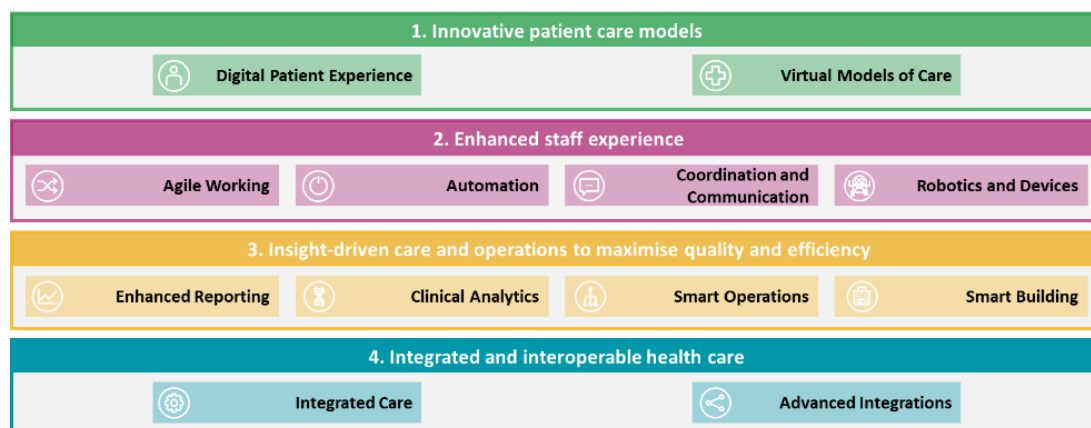 1. Innovative patient care models
Digital Patient Experience
Virtual Models of Care
2. Enhanced staff experience
Agile Working
Automation
Coordination and
Communication
Robotics and Devices
3. Insight-driven care and operations to maximise quality and efficiency
Enhanced Reporting
Clinical Analytics
Smart Operations
Smart Building
4. Integrated and interoperable health care
Integrated Care
Advanced Integrations